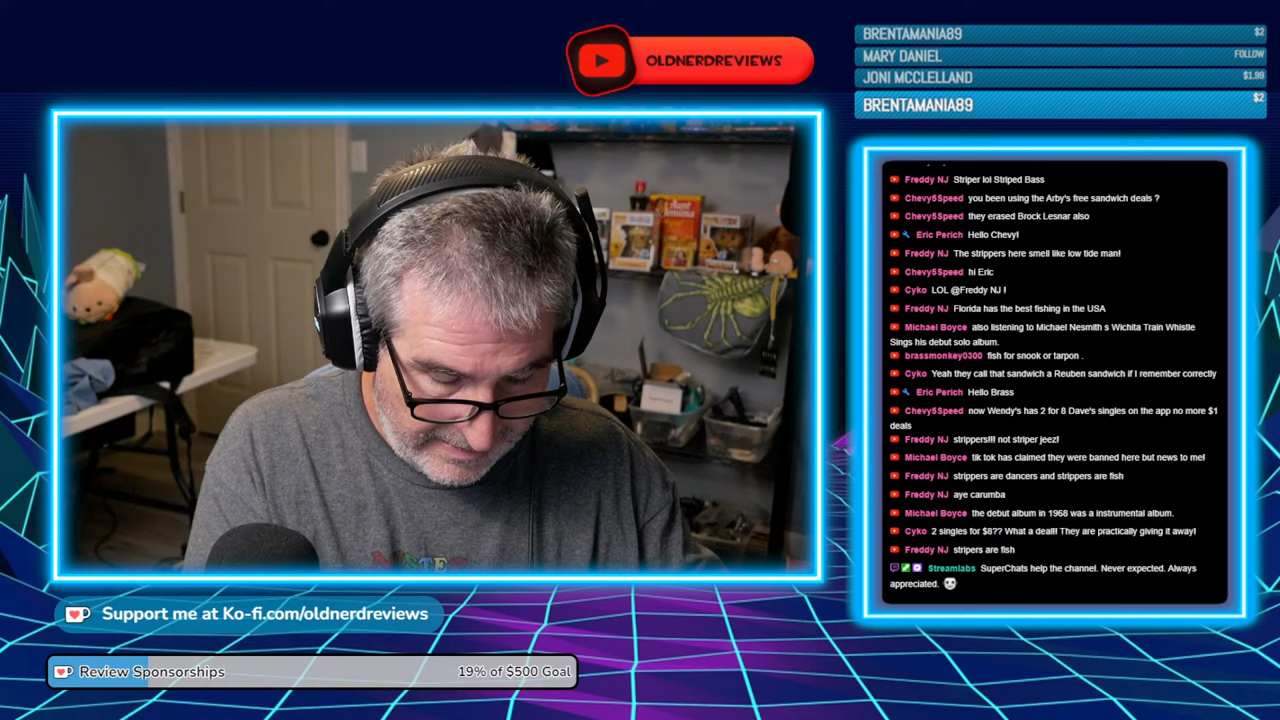 OLDNERDREVIEWS
BRENTAMANIA89 $2
MARY DANIEL FOLLOW
JONI MCCLELLAND $1.99
BRENTAMANIA89 $2
Aunt Jemima
Freddy NJ Striper lol Striped Bass
Chevy5Speed you been using the Arby's free sandwich deals ?
Chevy5Speed they erased Brock Lesnar also
Eric Perich Hello Chevy!
Freddy NJ The strippers here smell like low tide man!
Chevy5Speed hi Eric
Cyko LOL @Freddy NJ !
Freddy NJ Florida has the best fishing in the USA
Michael Boyce also listening to Michael Nesmith s Wichita Train Whistle
Sings his debut solo album.
brassmonkey0300 fish for snook or tarpon .
Cyko Yeah they call that sandwich a Reuben sandwich if I remember correctly
Eric Perich Hello Brass
Chevy5Speed now Wendy's has 2 for 8 Dave's singles on the app no more $1
deals
Freddy NJ strippers!!! not striper jeez!
Michael Boyce tik tok has claimed they were banned here but news to me!
Freddy NJ strippers are dancers and strippers are fish
Freddy NJ aye carumba
Michael Boyce the debut album in 1968 was a instrumental album.
Cyko 2 singles for $8?? What a deal!! They are practically giving it away!
Freddy NJ stripers are fish
Streamlabs SuperChats help the channel. Never expected. Always
appreciated.
Support me at Ko-fi.com/oldnerdreviews
Review Sponsorships 19% of $500 Goal